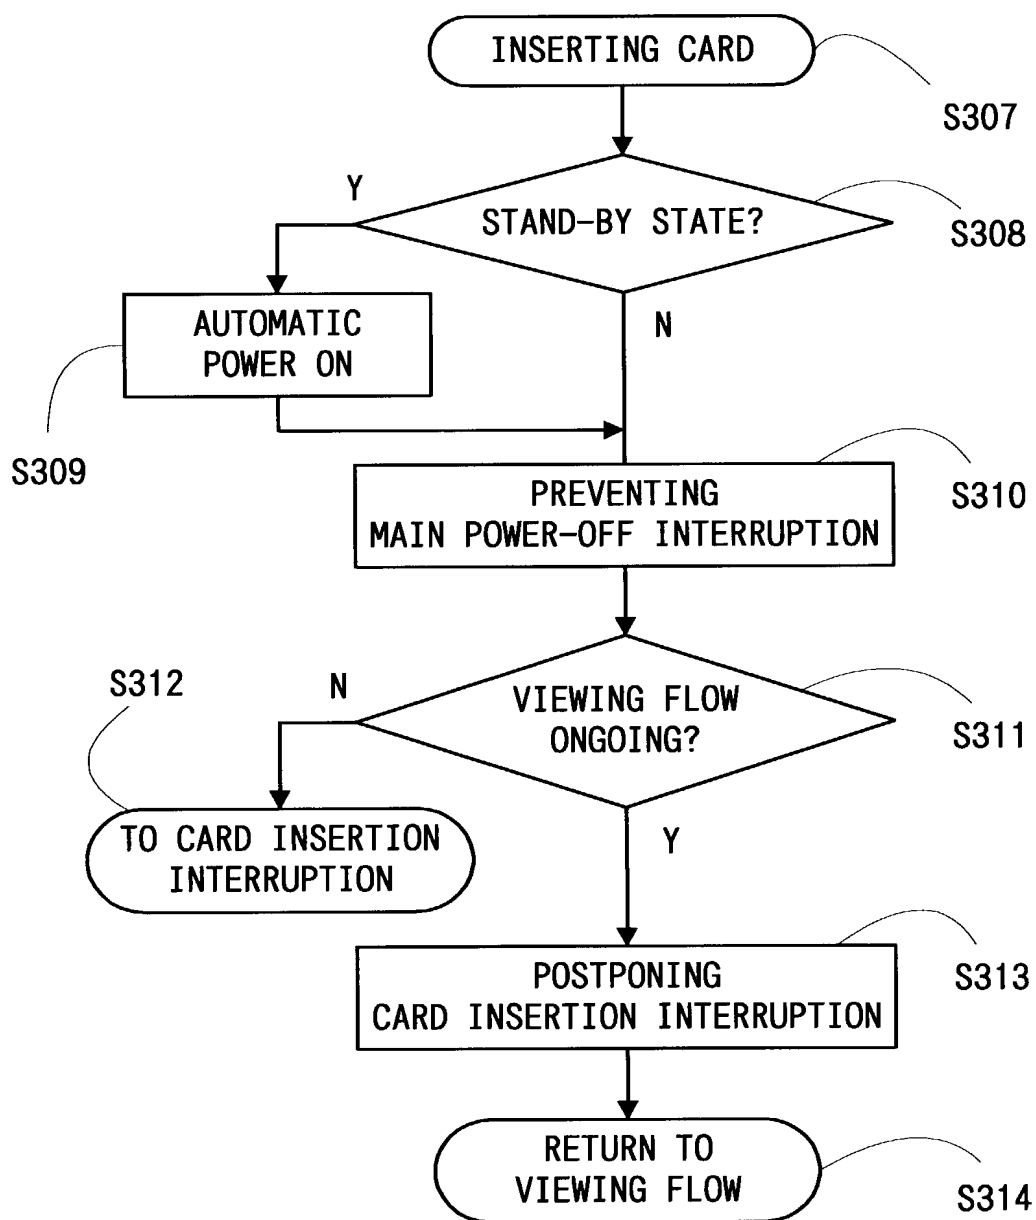 INSERTING CARD
S307
Y
STAND-BY STATE?
S308
AUTOMATIC
POWER ON
N
S309
PREVENTING
MAIN POWER-OFF INTERRUPTION
S310
S312
N
VIEWING FLOW
ONGOING?
S311
TO CARD INSERTION
INTERRUPTION
Y
POSTPONING
CARD INSERTION INTERRUPTION
S313
RETURN TO
VIEWING FLOW
S314